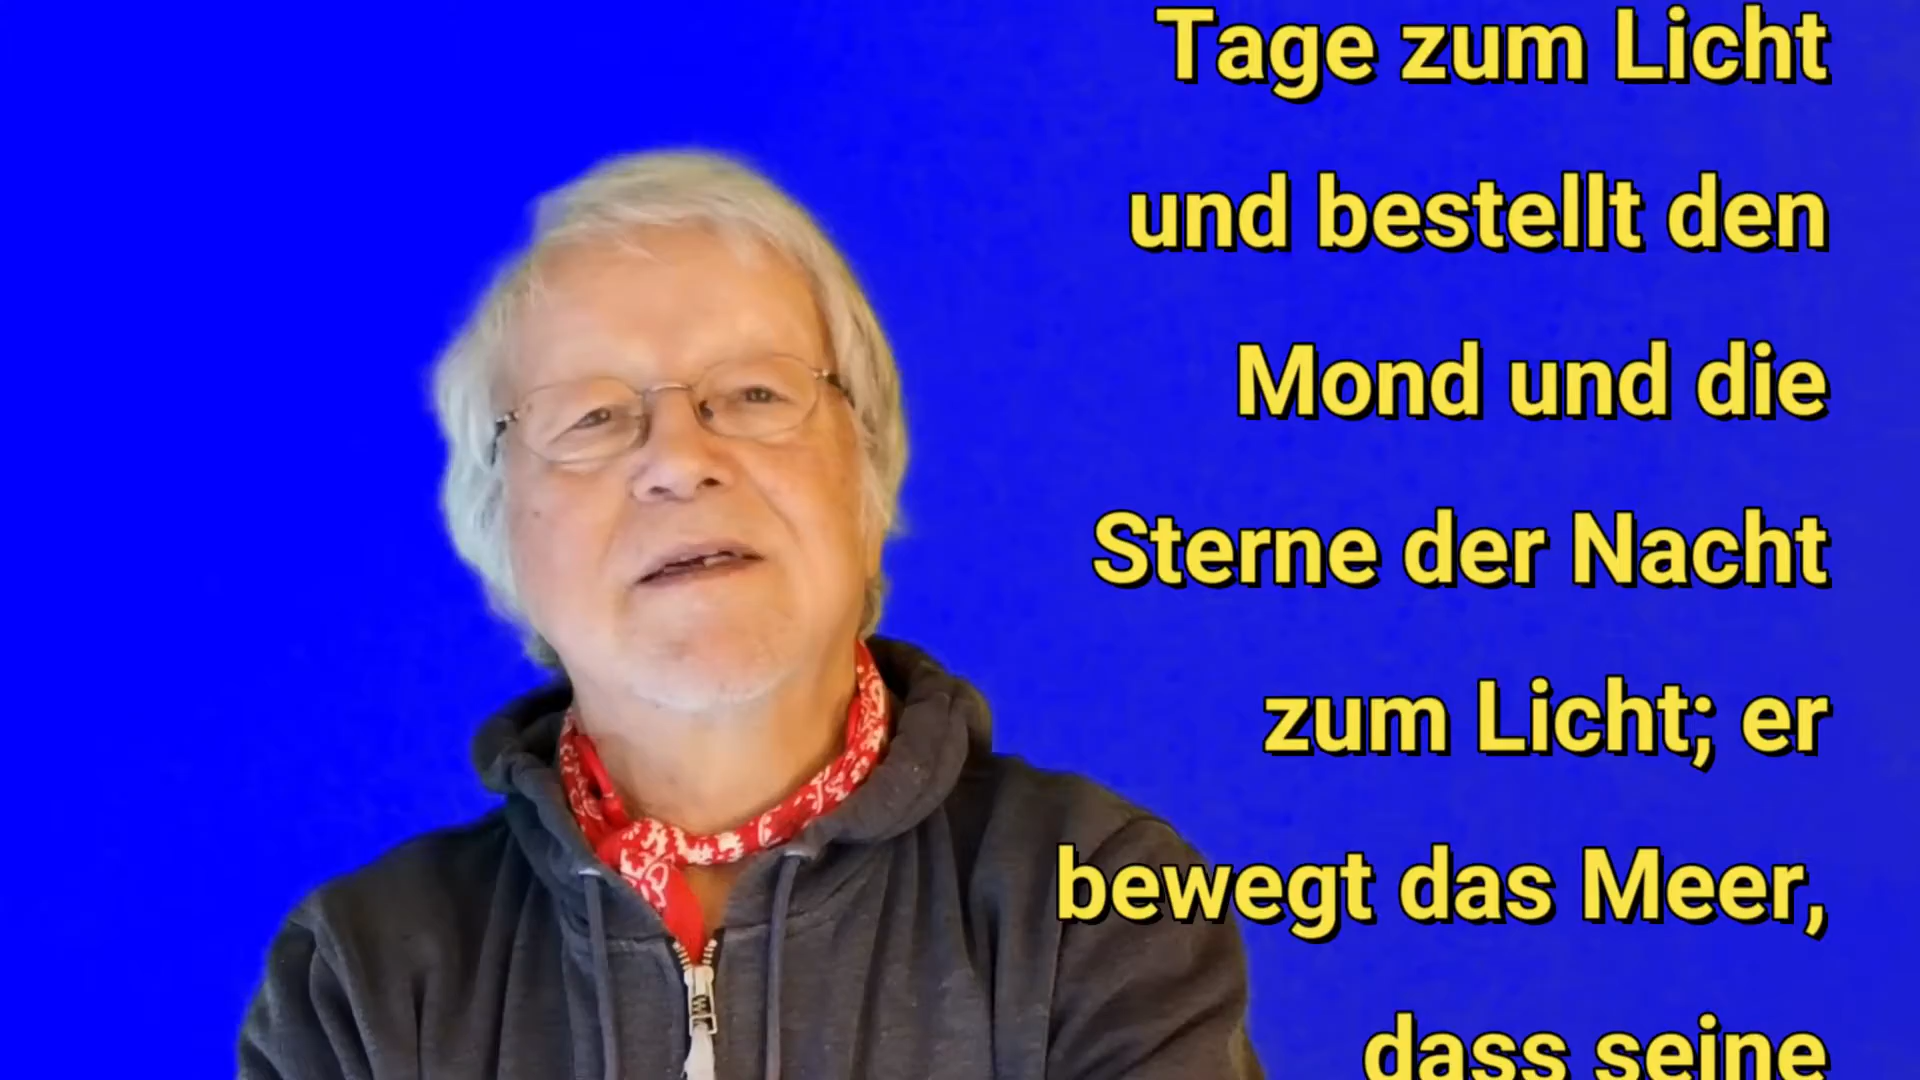 Tage zum Licht
und bestellt den
Mond und die
Sterne der Nacht
zum Licht; er
bewegt das Meer,
dass seine